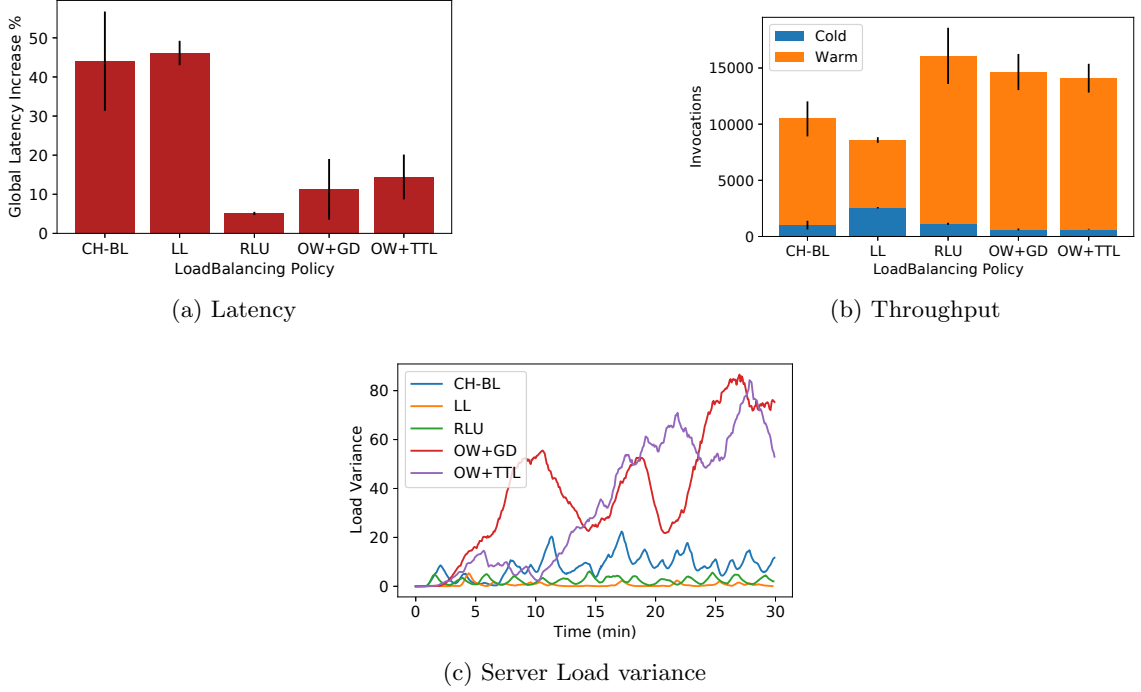 Global Latency Increase %
50
40
30
20
10
0
CH-BL LL RLU OW+GD OW+TTL
LoadBalancing Policy
(a) Latency
Invocations
15000
10000
5000
0
Cold
Warm
CH-BL LL RLU OW+GD OW+TTL
LoadBalancing Policy
(b) Throughput
Load Variance
80
60
40
20
0
CH-BL
LL
RLU
OW+GD
OW+TTL
0 5 10 15 20 25 30
Time (min)
(c) Server Load variance